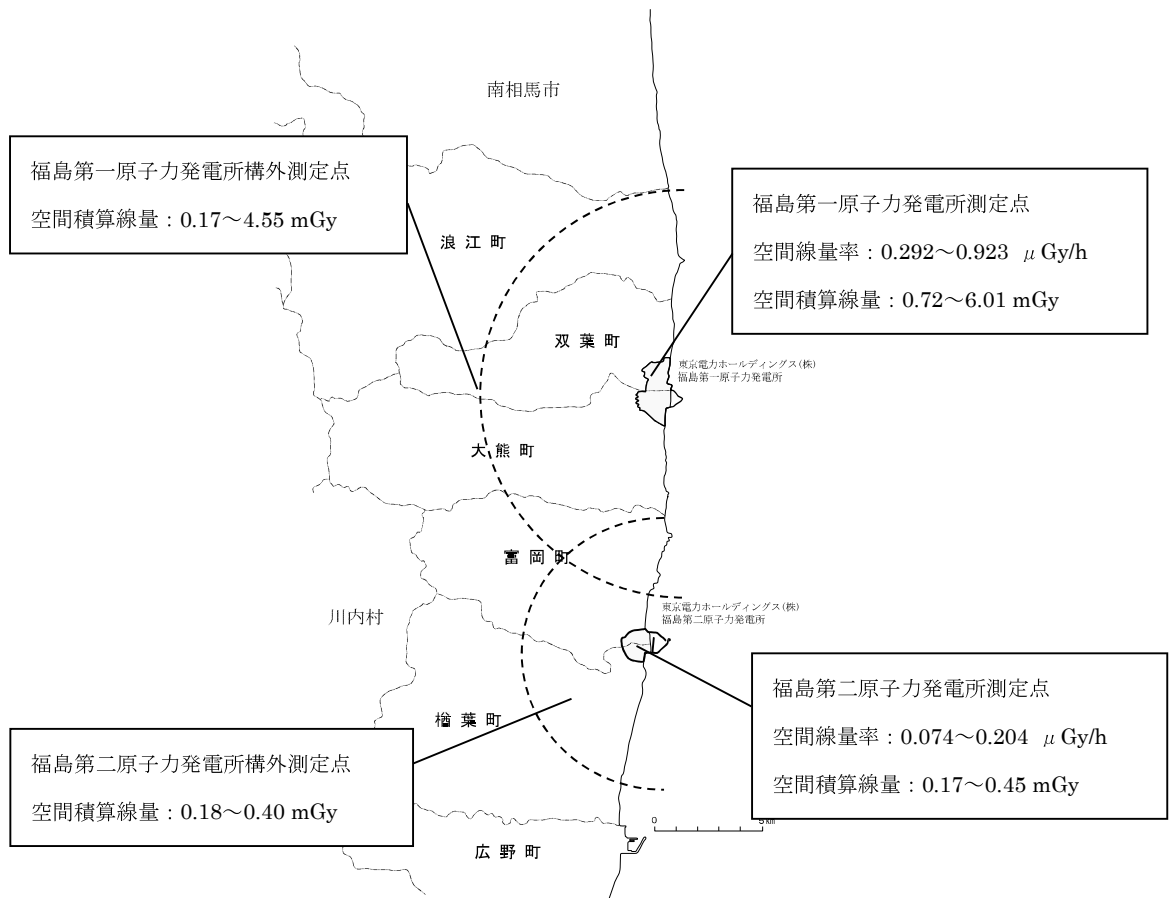 南相馬市
福島第一原子力発電所構外測定点
空間積算線量：0.17～4.55 mGy
福島第一原子力発電所測定点
空間線量率：0.292～0.923 μGy/h
空間積算線量：0.72～6.01 mGy
浪江町
双葉町
東京電力ホールディングス(株)
福島第一原子力発電所
大熊町
富岡町
川内村
東京電力ホールディングス(株)
福島第二原子力発電所
福島第二原子力発電所測定点
空間線量率：0.074～0.204 μGy/h
空間積算線量：0.17～0.45 mGy
楢葉町
福島第二原子力発電所構外測定点
空間積算線量：0.18～0.40 mGy
0 5km
広野町